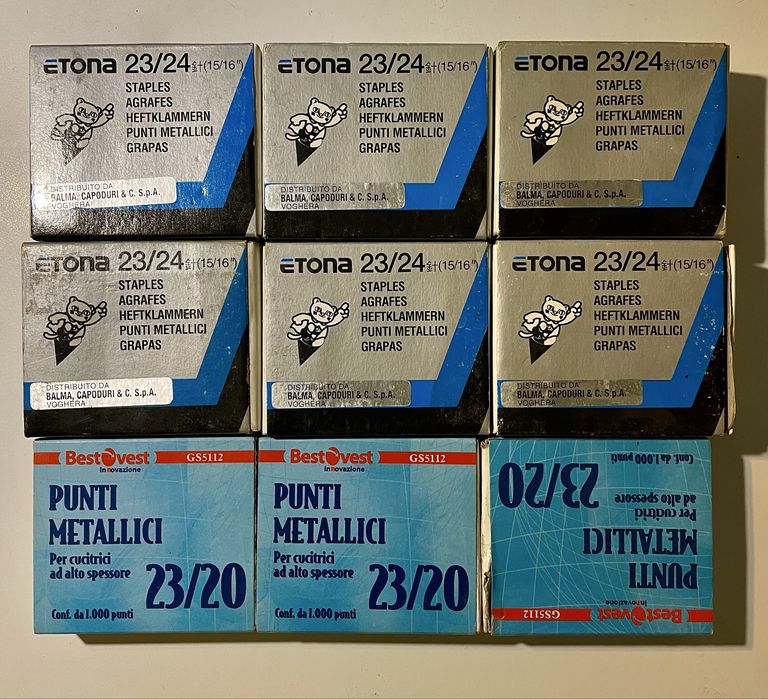 ETONA 23/24 針 (15/16")
STAPLES
AGRAFES
HEFTKLAMMERN
PUNTI METALLICI
GRAPAS
DISTRIBUITO DA
BALMA, CAPODURI & C. S.p.A.
VOGHERA
ETONA 23/24 針 (15/16")
STAPLES
AGRAFES
HEFTKLAMMERN
PUNTI METALLICI
GRAPAS
DISTRIBUITO DA
BALMA, CAPODURI & C. S.p.A.
VOGHERA
ETONA 23/24 針 (15/16")
STAPLES
AGRAFES
HEFTKLAMMERN
PUNTI METALLICI
GRAPAS
DISTRIBUITO DA
BALMA, CAPODURI & C. S.p.A.
VOGHERA
ETONA 23/24 針 (15/16")
STAPLES
AGRAFES
HEFTKLAMMERN
PUNTI METALLICI
GRAPAS
DISTRIBUITO DA
BALMA, CAPODURI & C. S.p.A.
VOGHERA
ETONA 23/24 針 (15/16")
STAPLES
AGRAFES
HEFTKLAMMERN
PUNTI METALLICI
GRAPAS
DISTRIBUITO DA
BALMA, CAPODURI & C. S.p.A.
VOGHERA
ETONA 23/24 針 (15/16")
STAPLES
AGRAFES
HEFTKLAMMERN
PUNTI METALLICI
GRAPAS
DISTRIBUITO DA
BALMA, CAPODURI & C. S.p.A.
VOGHERA
BestOvest GS5112
innovazione
PUNTI
METALLICI
Per cucitrici
ad alto spessore
23/20
Conf. da 1.000 punti
BestOvest GS5112
innovazione
PUNTI
METALLICI
Per cucitrici
ad alto spessore
23/20
Conf. da 1.000 punti
BestOvest GS5112
innovazione
PUNTI
METALLICI
Per cucitrici
ad alto spessore
23/20
Conf. da 1.000 punti